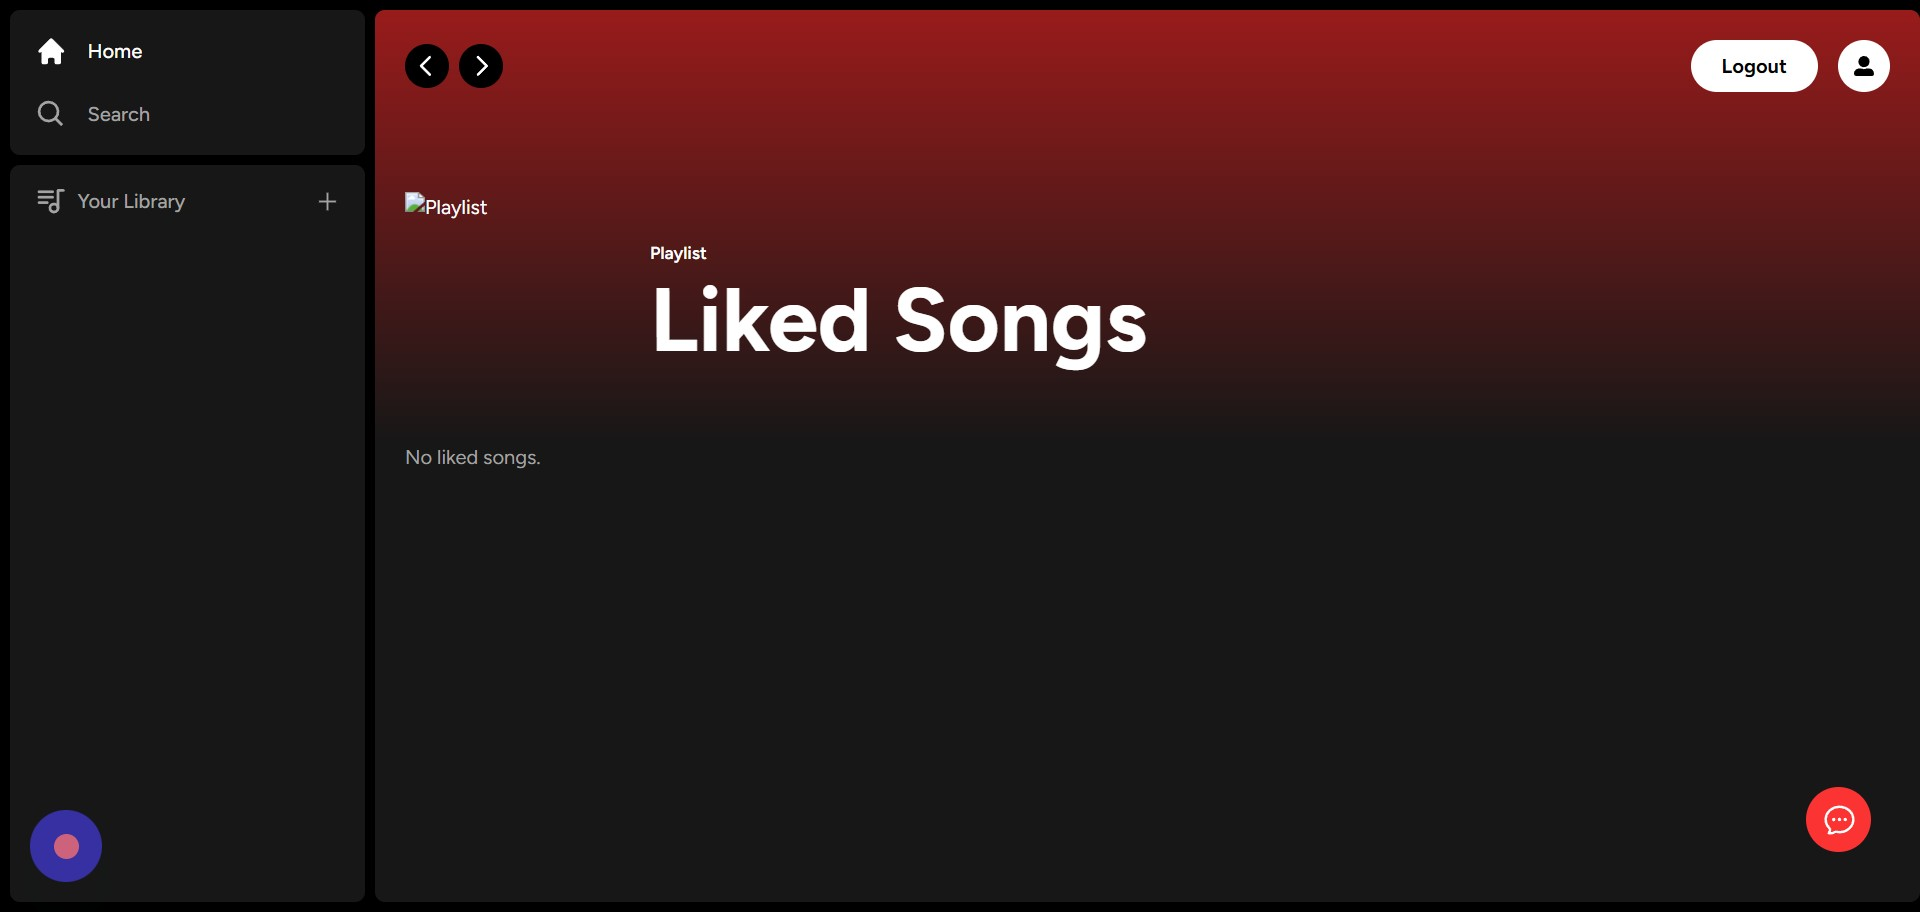 Home
Search
Your Library
Logout
Playlist
Playlist
Liked Songs
No liked songs.